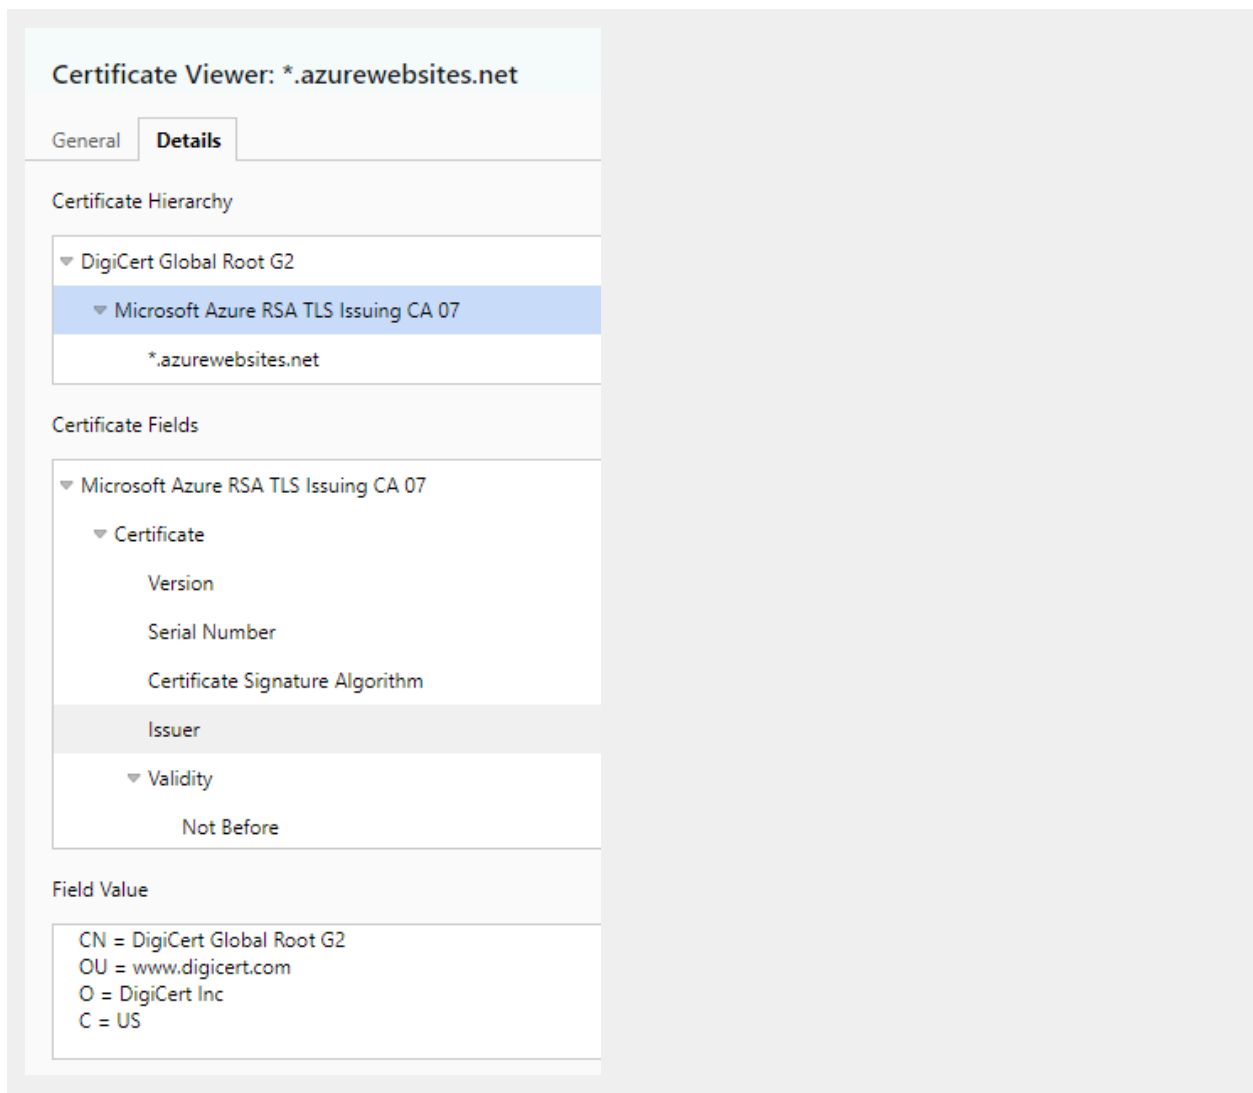 Certificate Viewer: *.azurewebsites.net
General Details
Certificate Hierarchy
DigiCert Global Root G2
Microsoft Azure RSA TLS Issuing CA 07
*.azurewebsites.net
Certificate Fields
Microsoft Azure RSA TLS Issuing CA 07
Certificate
Version
Serial Number
Certificate Signature Algorithm
Issuer
Validity
Not Before
Field Value
CN = DigiCert Global Root G2
OU = www.digicert.com
O = DigiCert Inc
C = US